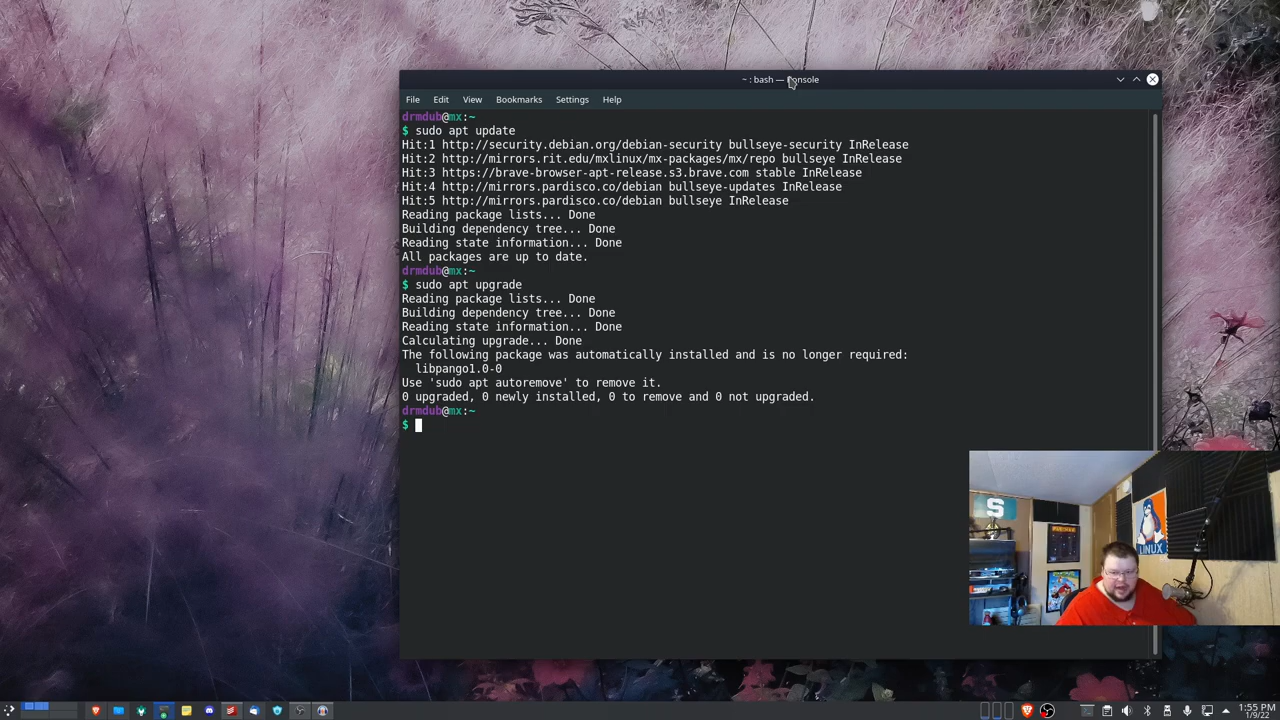 ~ : bash — Konsole
File Edit View Bookmarks Settings Help
drmdub@mx:~
$ sudo apt update
Hit:1 http://security.debian.org/debian-security bullseye-security InRelease
Hit:2 http://mirrors.rit.edu/mxlinux/mx-packages/mx/repo bullseye InRelease
Hit:3 https://brave-browser-apt-release.s3.brave.com stable InRelease
Hit:4 http://mirrors.pardisco.co/debian bullseye-updates InRelease
Hit:5 http://mirrors.pardisco.co/debian bullseye InRelease
Reading package lists... Done
Building dependency tree... Done
Reading state information... Done
All packages are up to date.
drmdub@mx:~
$ sudo apt upgrade
Reading package lists... Done
Building dependency tree... Done
Reading state information... Done
Calculating upgrade... Done
The following package was automatically installed and is no longer required:
libpango1.0-0
Use 'sudo apt autoremove' to remove it.
0 upgraded, 0 newly installed, 0 to remove and 0 not upgraded.
drmdub@mx:~
$
S
LINUX
1:55 PM
1/9/22